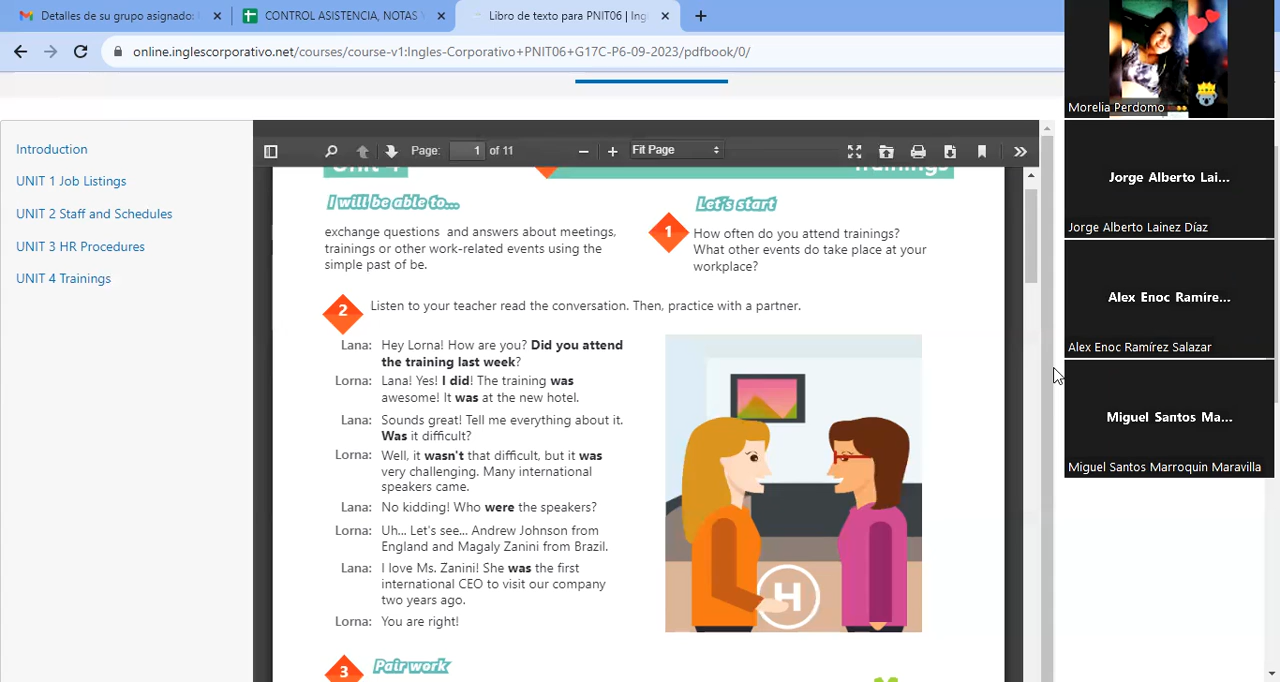 Detalles de su grupo asignado:
CONTROL ASISTENCIA, NOTAS Y
Libro de texto para PNIT06 | Ing
online.inglescorporativo.net/courses/course-v1:Ingles-Corporativo+PNIT06+G17C-P6-09-2023/pdfbook/0/
Introduction
UNIT 1 Job Listings
UNIT 2 Staff and Schedules
UNIT 3 HR Procedures
UNIT 4 Trainings
Page: 1 of 11
Fit Page
Unit 4
Trainings
I will be able to...
exchange questions and answers about meetings,
trainings or other work-related events using the
simple past of be.
Let's start
1
How often do you attend trainings?
What other events do take place at your
workplace?
2
Listen to your teacher read the conversation. Then, practice with a partner.
Lana: Hey Lorna! How are you? Did you attend
the training last week?
Lorna: Lana! Yes! I did! The training was
awesome! It was at the new hotel.
Lana: Sounds great! Tell me everything about it.
Was it difficult?
Lorna: Well, it wasn't that difficult, but it was
very challenging. Many international
speakers came.
Lana: No kidding! Who were the speakers?
Lorna: Uh... Let's see... Andrew Johnson from
England and Magaly Zanini from Brazil.
Lana: I love Ms. Zanini! She was the first
international CEO to visit our company
two years ago.
Lorna: You are right!
H
3
Pair work
Morelia Perdomo
Jorge Alberto Lai...
Jorge Alberto Lainez Díaz
Alex Enoc Ramíre...
Alex Enoc Ramírez Salazar
Miguel Santos Ma...
Miguel Santos Marroquin Maravilla